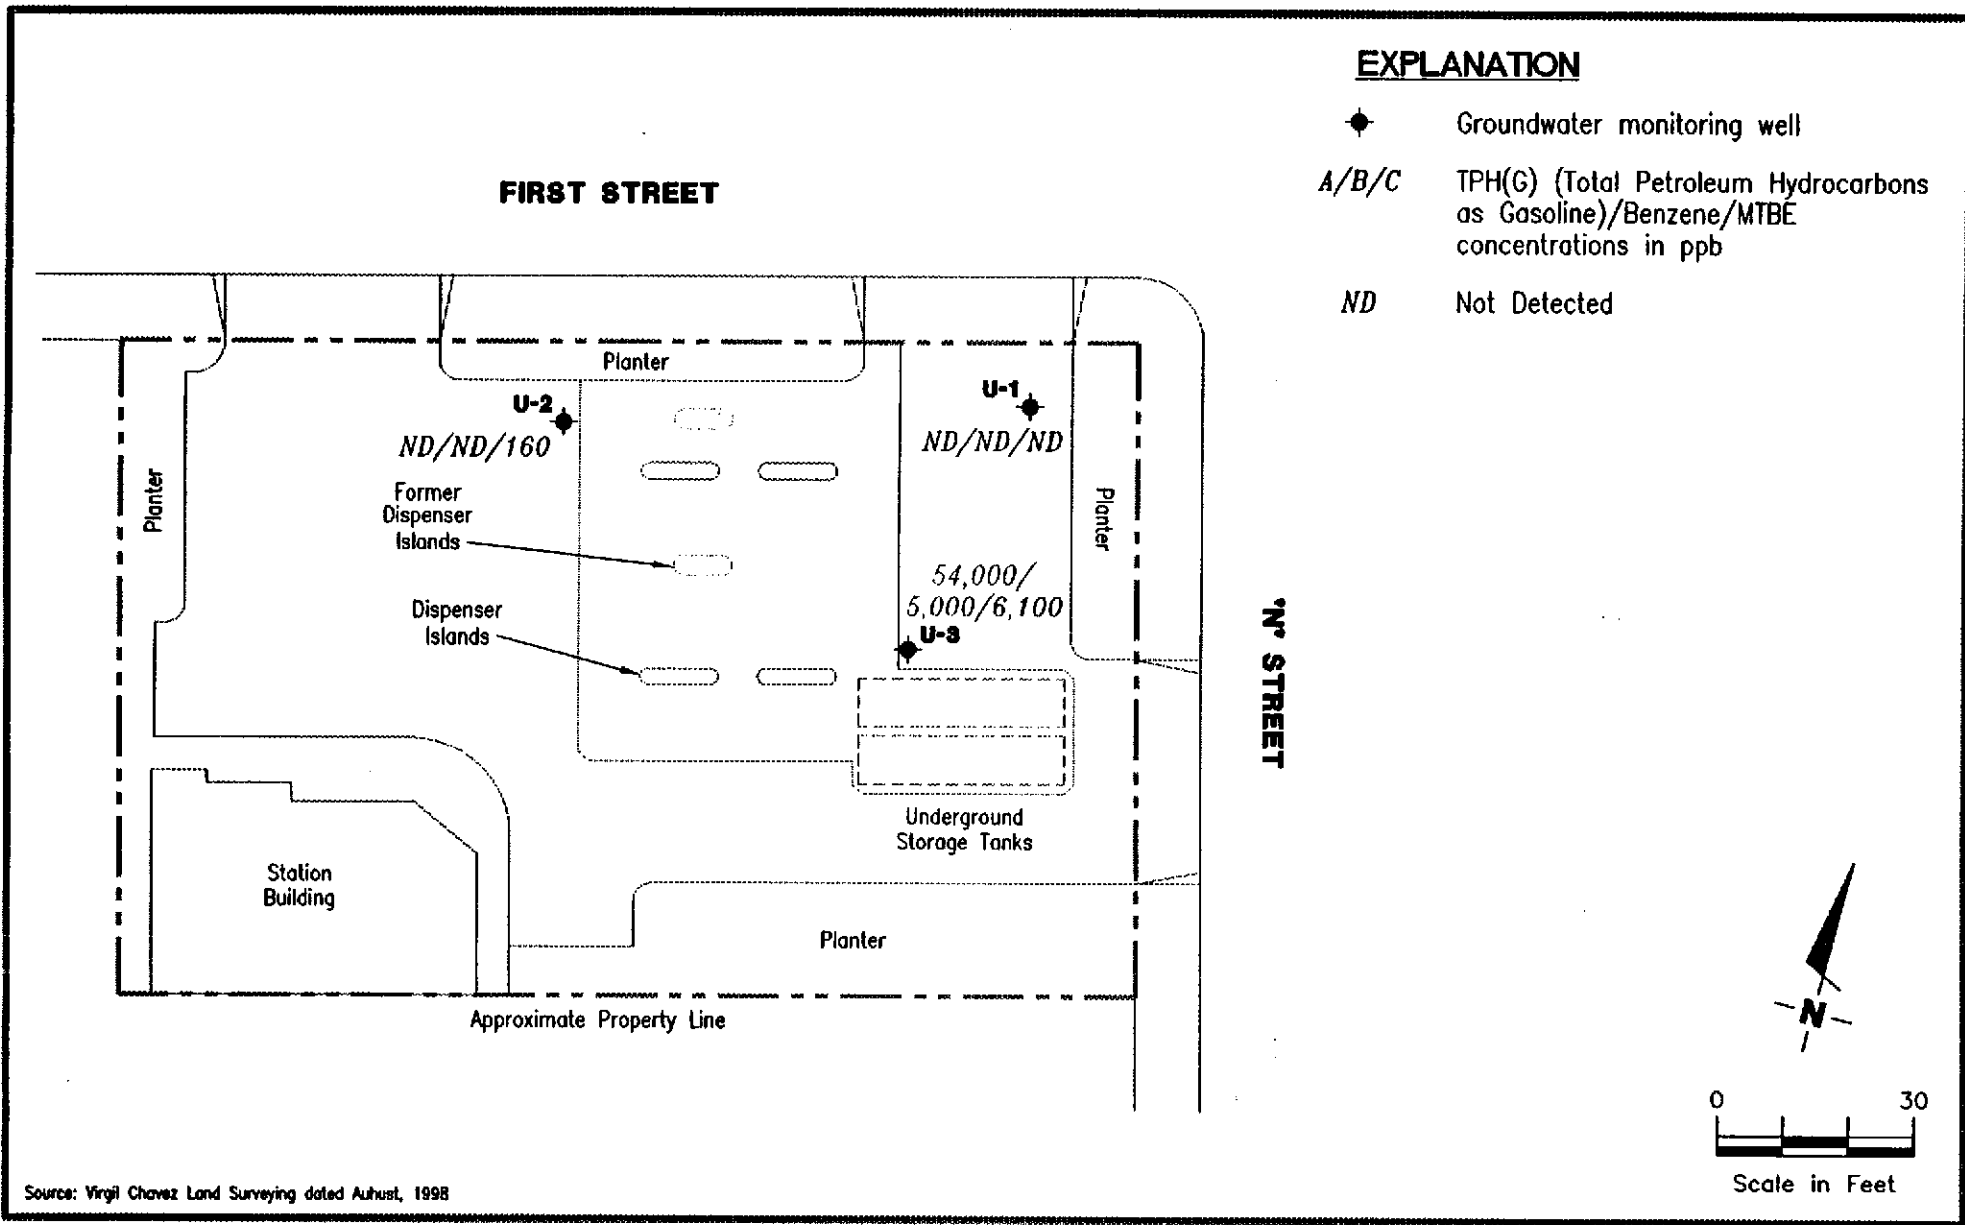 EXPLANATION
Groundwater monitoring well
A/B/C TPH(G) (Total Petroleum Hydrocarbons
as Gasoline)/Benzene/MTBE
concentrations in ppb
ND Not Detected
FIRST STREET
Planter
U-2
ND/ND/160
U-1
ND/ND/ND
Planter
Planter
Former
Dispenser
Islands
54,000/
5,000/6,100
U-3
Dispenser
Islands
"N" STREET
Underground
Storage Tanks
Station
Building
Planter
Approximate Property Line
N
0 30
Scale in Feet
Source: Virgil Chavez Land Surveying dated Auhust, 1998